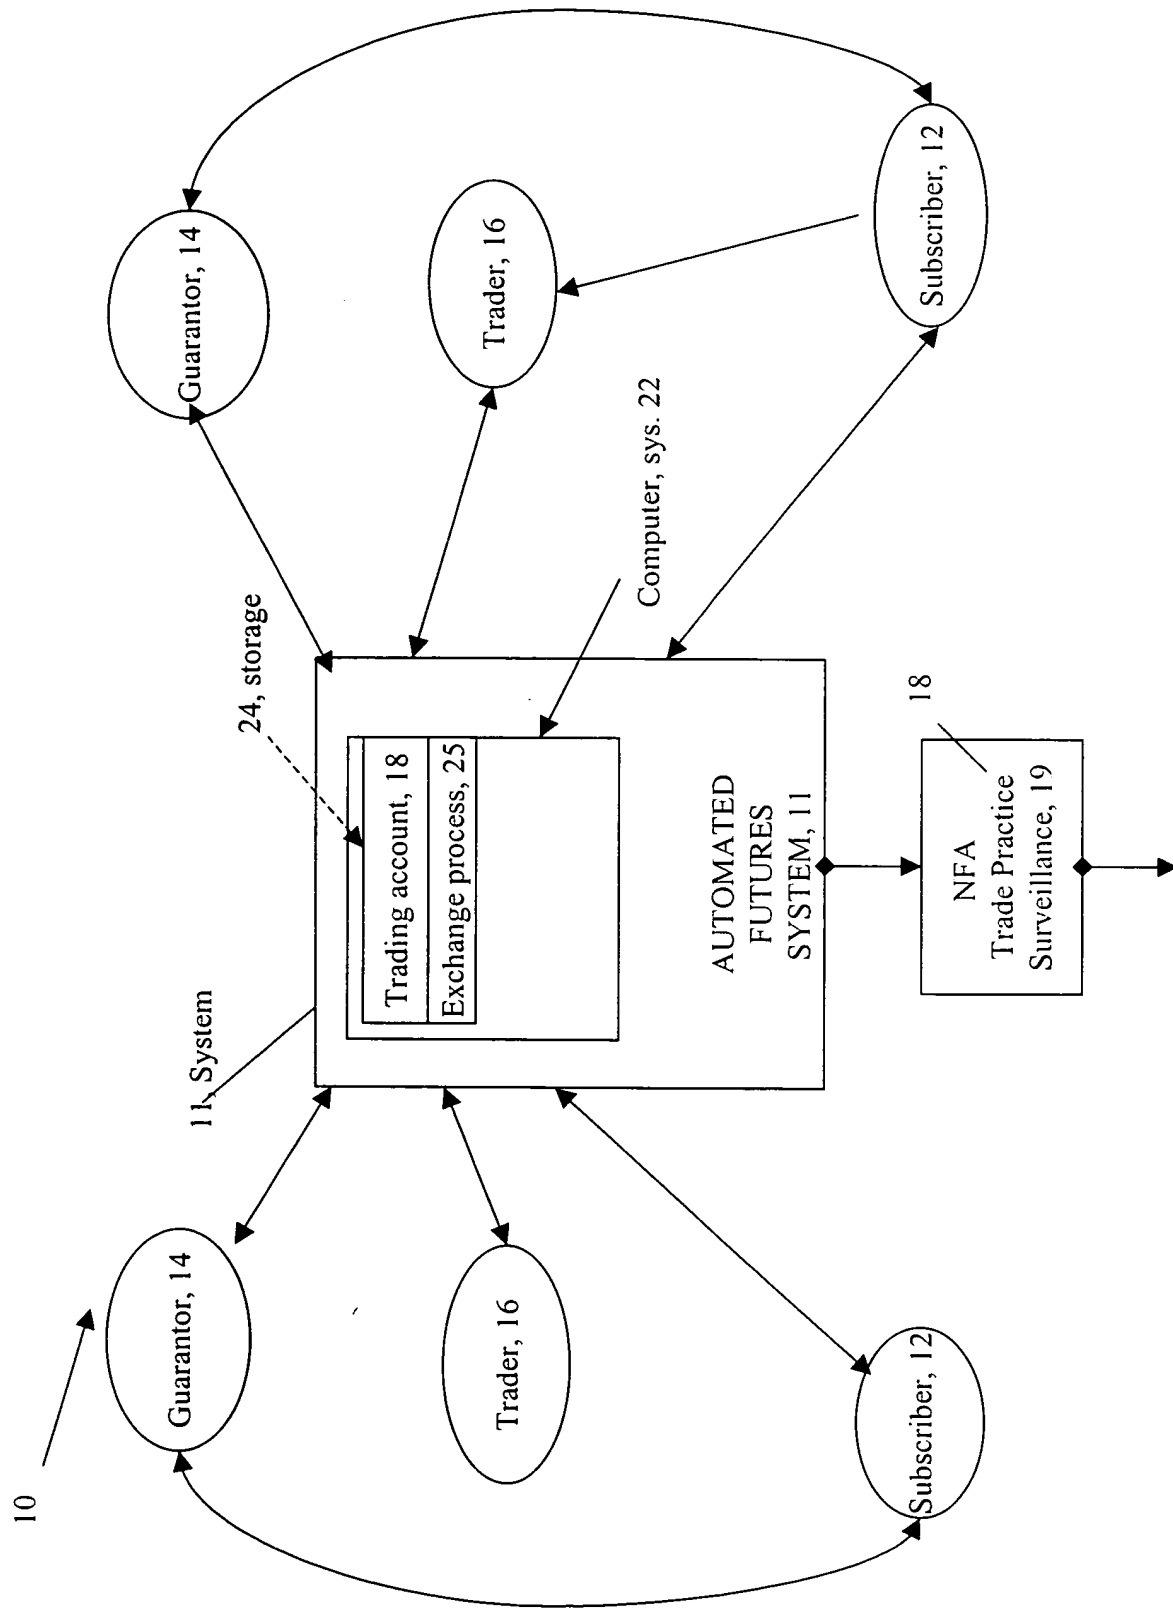 10
11, System
24, storage
Guarantor, 14
Guarantor, 14
Trading account, 18
Exchange process, 25
Trader, 16
Trader, 16
Computer, sys. 22
AUTOMATED
FUTURES
SYSTEM, 11
Subscriber, 12
Subscriber, 12
18
NFA
Trade Practice
Surveillance, 19